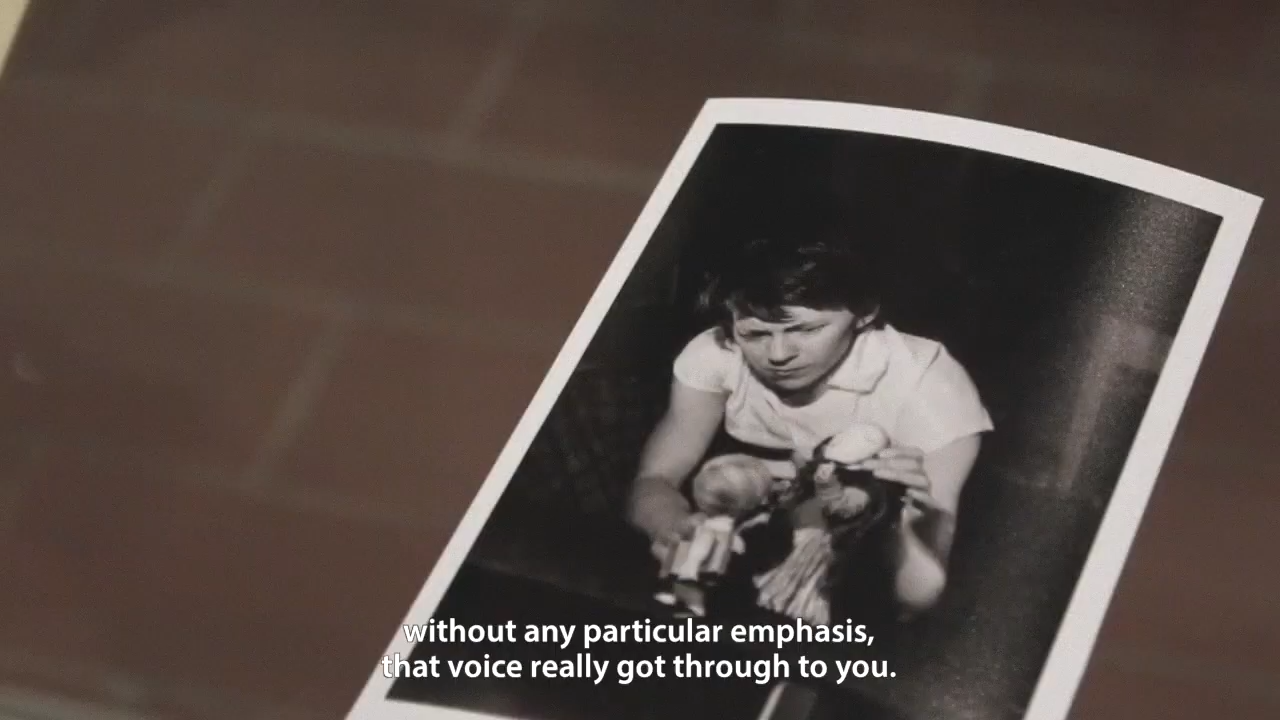 without any particular emphasis,
that voice really got through to you.